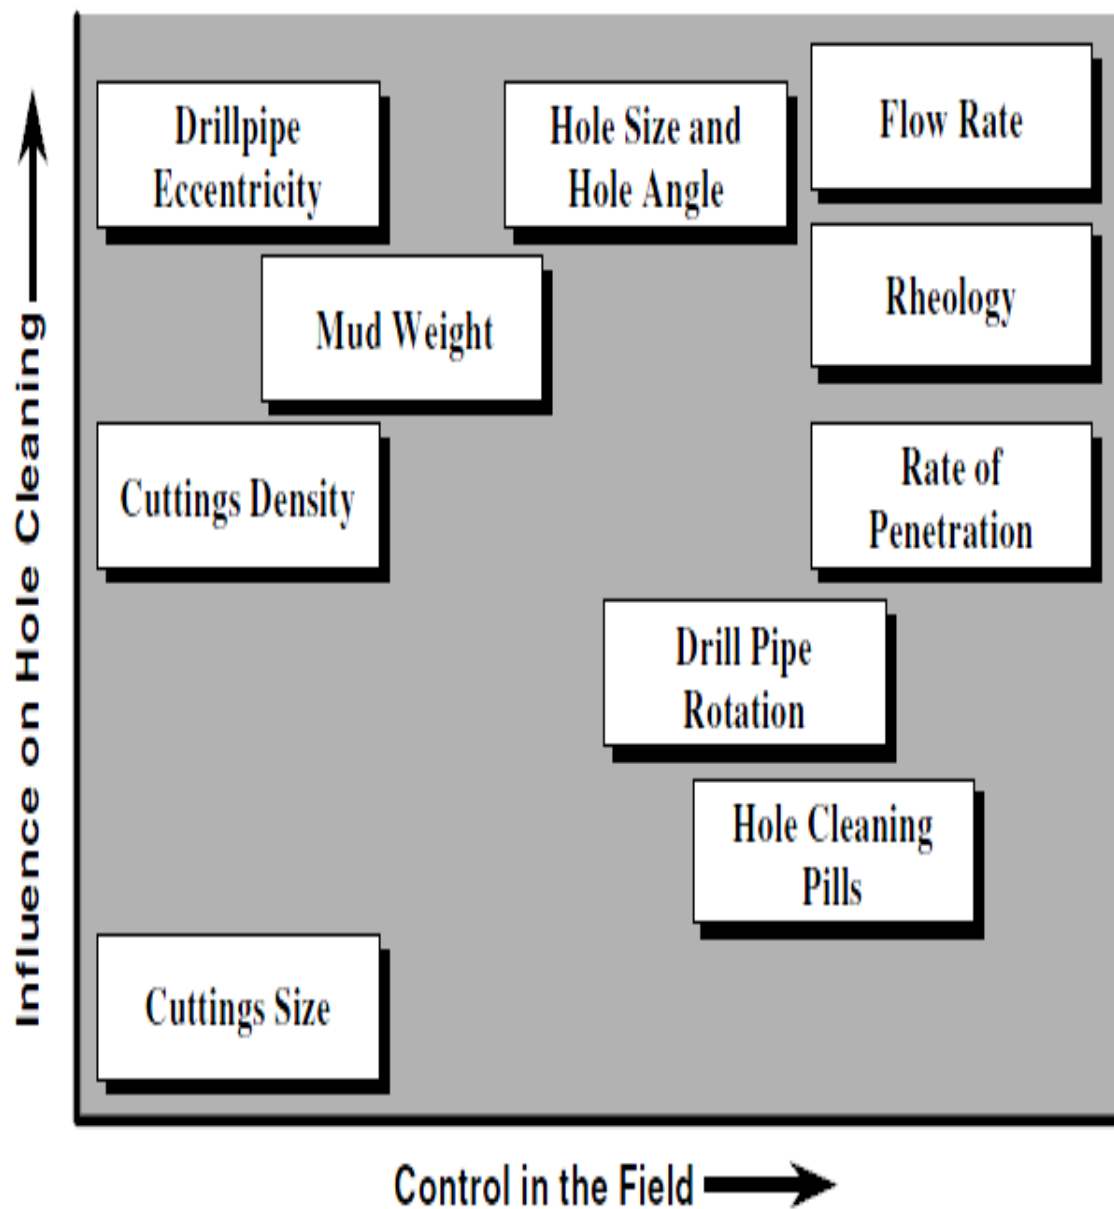 Influence on Hole Cleaning
Drillpipe
Eccentricity
Hole Size and
Hole Angle
Flow Rate
Mud Weight
Rheology
Cuttings Density
Rate of
Penetration
Drill Pipe
Rotation
Hole Cleaning
Pills
Cuttings Size
Control in the Field